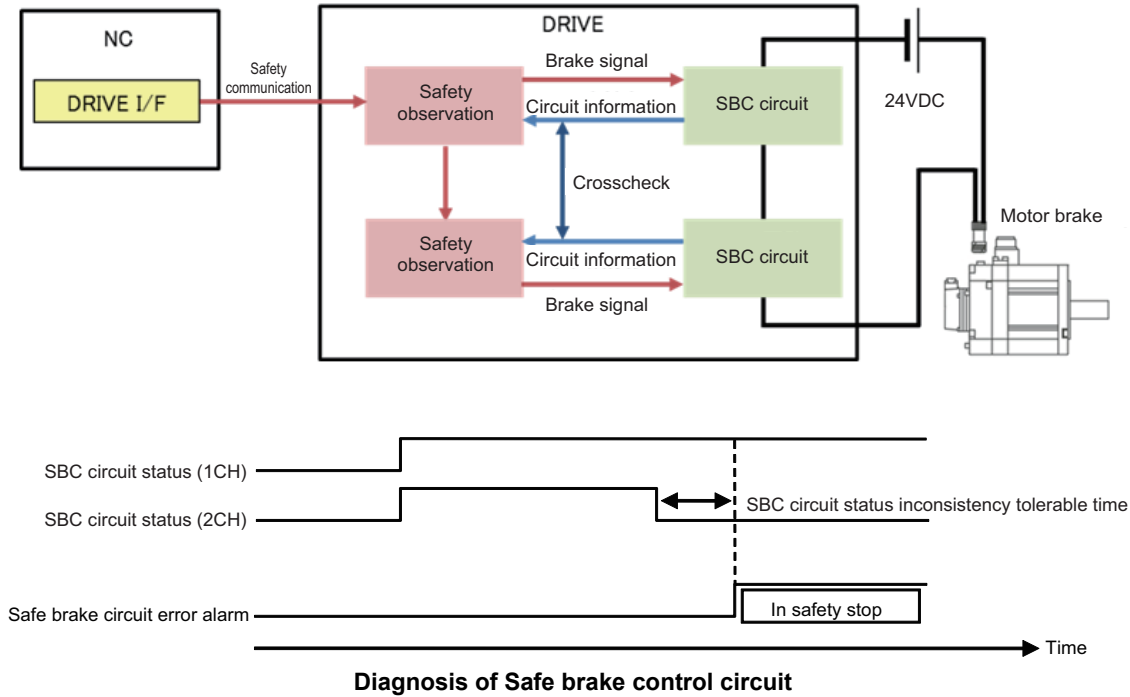 NC
DRIVE I/F
Safety
communication
DRIVE
Safety
observation
Brake signal
Circuit information
SBC circuit
24VDC
Crosscheck
Safety
observation
Circuit information
Brake signal
SBC circuit
Motor brake
SBC circuit status (1CH)
SBC circuit status (2CH)
SBC circuit status inconsistency tolerable time
Safe brake circuit error alarm
In safety stop
Time
Diagnosis of Safe brake control circuit